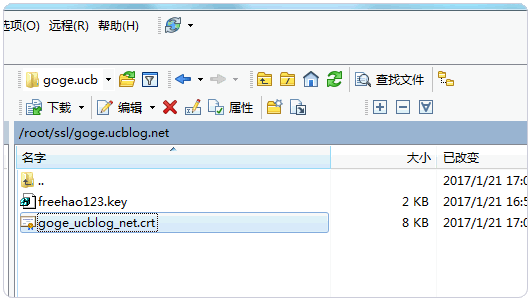 选项(O) 远程(R) 帮助(H)
goge.ucb 查找文件
下载 编辑 属性
/root/ssl/goge.ucblog.net
名字 大小 已改变
.. 2017/1/21 17:0
freehao123.key 2 KB 2017/1/21 16:5
goge_ucblog_net.crt 8 KB 2017/1/21 17:0